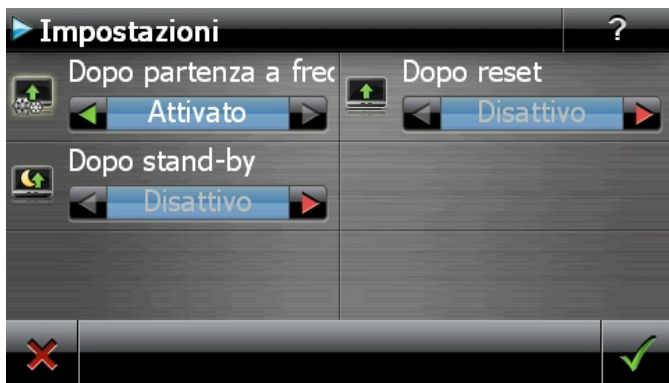 Impostazioni
?
Dopo partenza a fred
Attivato
Dopo reset
Disattivo
Dopo stand-by
Disattivo